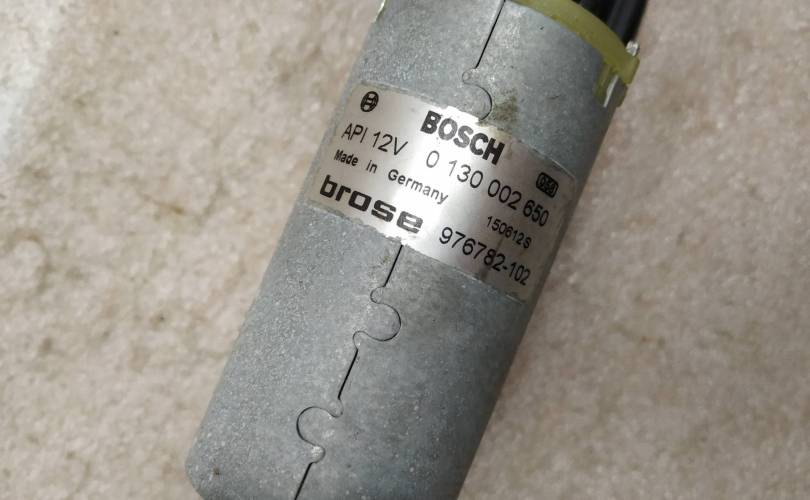 BOSCH
API 12V 0 130 002 650
Made in Germany 150612S
brose 976782-102